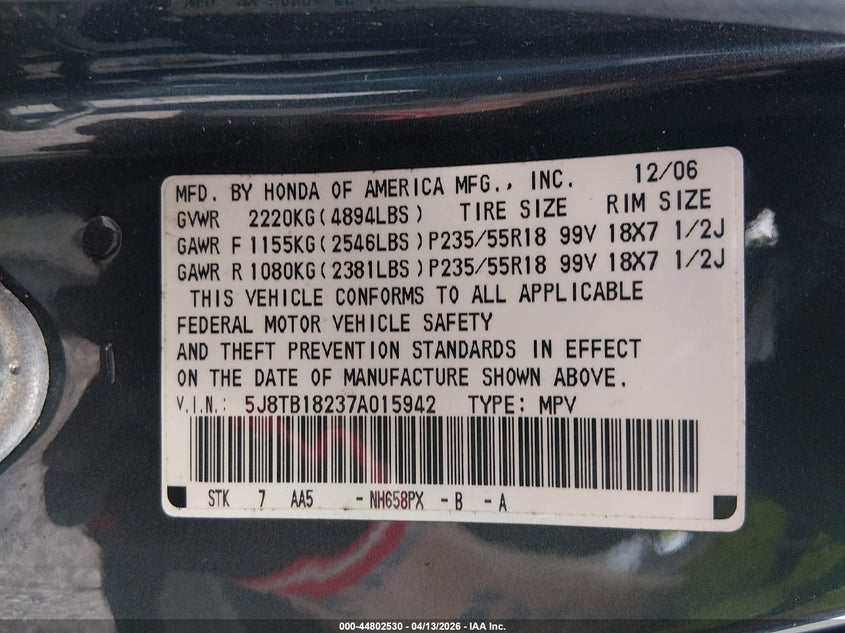 MFD. BY HONDA OF AMERICA MFG., INC. 12/06
GVWR 2220KG(4894LBS) TIRE SIZE RIM SIZE
GAWR F 1155KG(2546LBS) P235/55R18 99V 18X7 1/2J
GAWR R 1080KG(2381LBS) P235/55R18 99V 18X7 1/2J
THIS VEHICLE CONFORMS TO ALL APPLICABLE
FEDERAL MOTOR VEHICLE SAFETY
AND THEFT PREVENTION STANDARDS IN EFFECT
ON THE DATE OF MANUFACTURE SHOWN ABOVE.
V.I.N.: 5J8TB18237A015942 TYPE: MPV
STK 7 AA5 -NH658PX -B -A
000-44802530 - 04/13/2026 - IAA Inc.